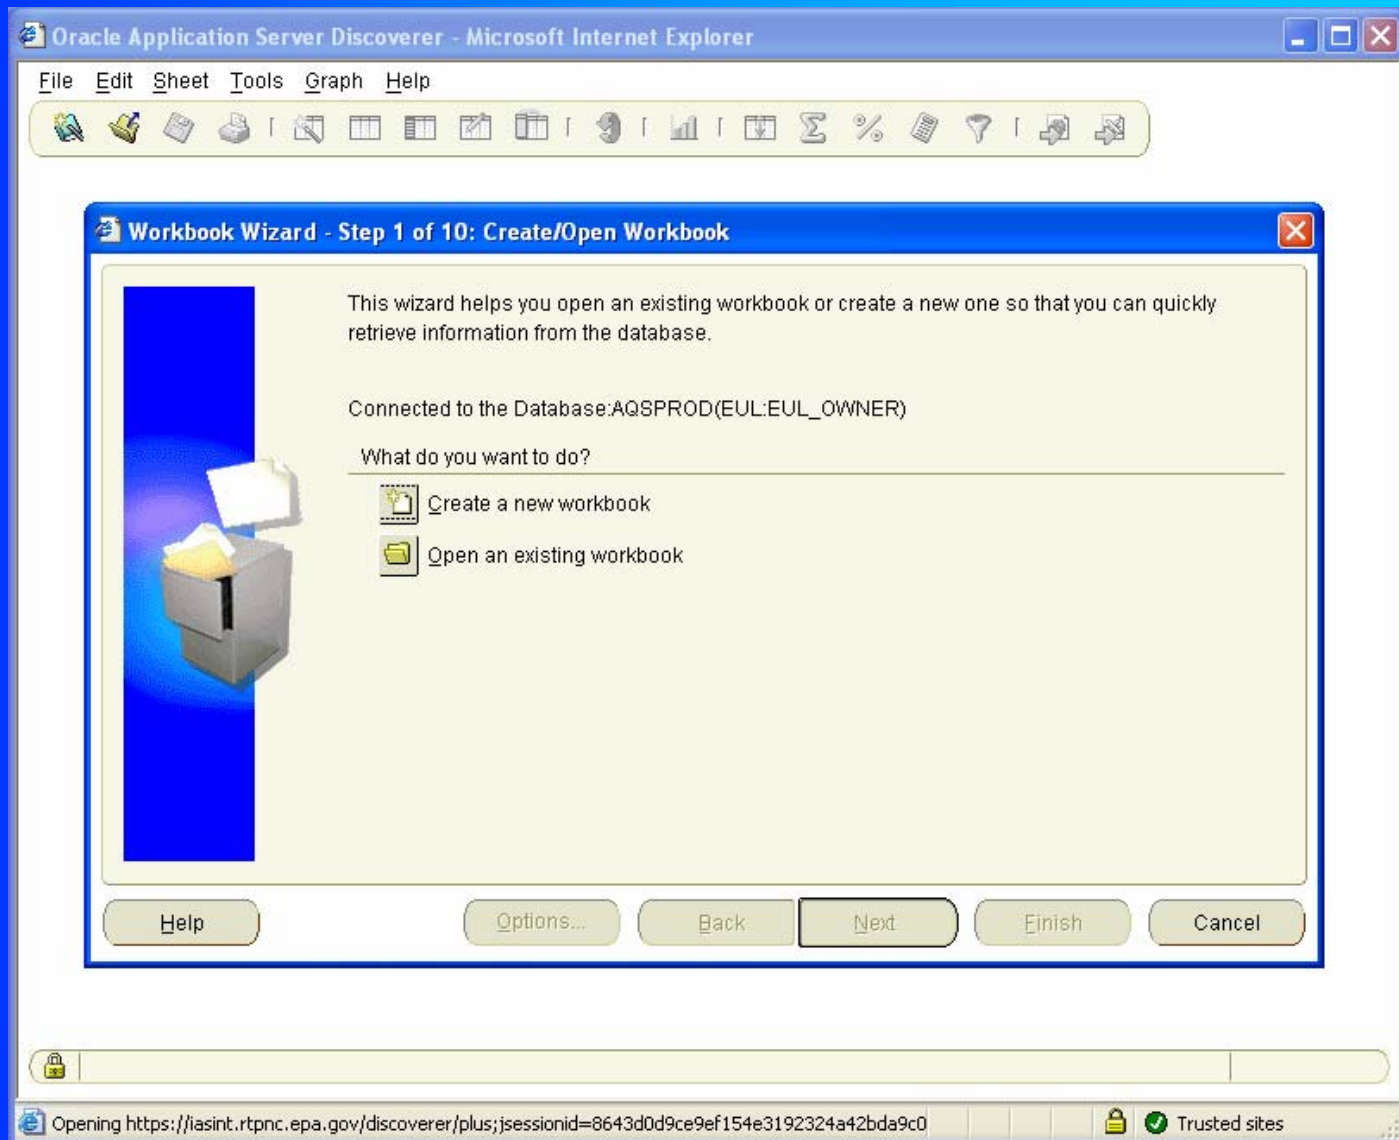 Oracle Application Server Discoverer - Microsoft Internet Explorer
File Edit Sheet Tools Graph Help
Workbook Wizard - Step 1 of 10: Create/Open Workbook
This wizard helps you open an existing workbook or create a new one so that you can quickly
retrieve information from the database.
Connected to the Database:AQSPROD(EUL:EUL_OWNER)
What do you want to do?
Create a new workbook
Open an existing workbook
Help Options... Back Next Finish Cancel
Opening https://iasint.rtpnc.epa.gov/discoverer/plus;jsessionid=8643d0d9ce9ef154e3192324a42bda9c0 Trusted sites